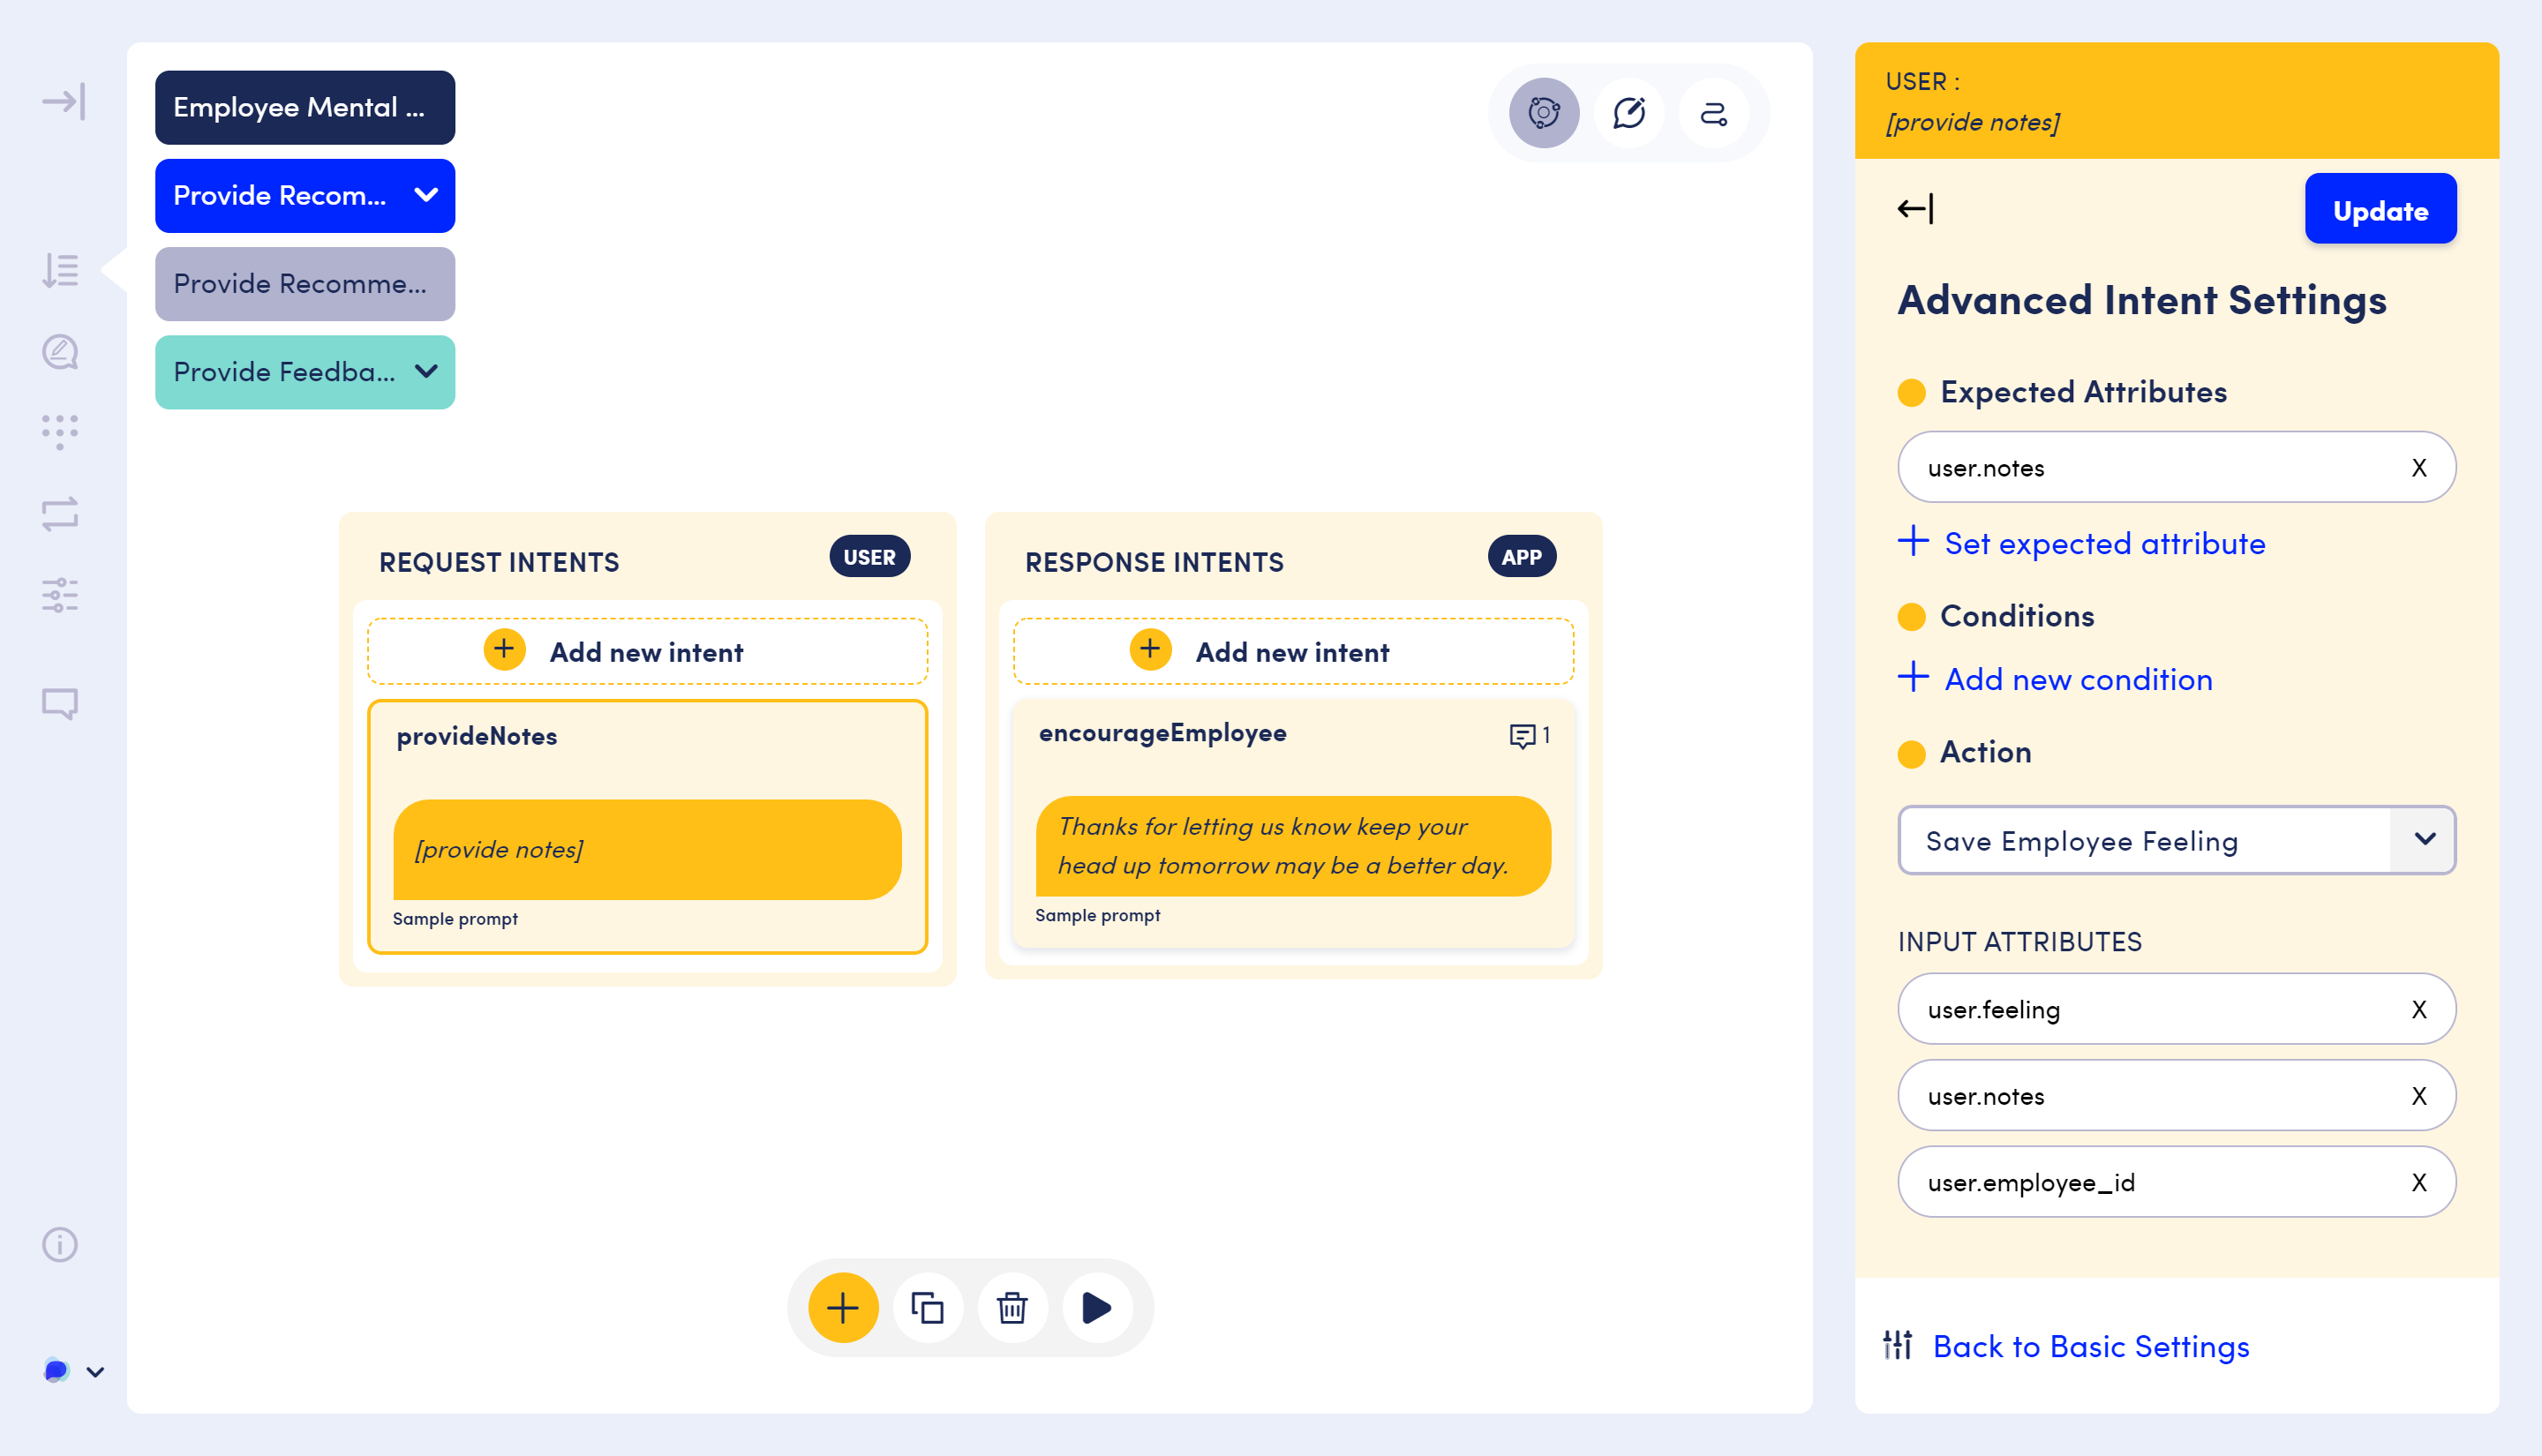 Employee Mental ...
Provide Recom...
Provide Recomme...
Provide Feedba...
REQUEST INTENTS
USER
Add new intent
provideNotes
[provide notes]
Sample prompt
RESPONSE INTENTS
APP
Add new intent
encourageEmployee
1
Thanks for letting us know keep your
head up tomorrow may be a better day.
Sample prompt
USER :
[provide notes]
Update
Advanced Intent Settings
Expected Attributes
user.notes X
Set expected attribute
Conditions
Add new condition
Action
Save Employee Feeling
INPUT ATTRIBUTES
user.feeling X
user.notes X
user.employee_id X
Back to Basic Settings